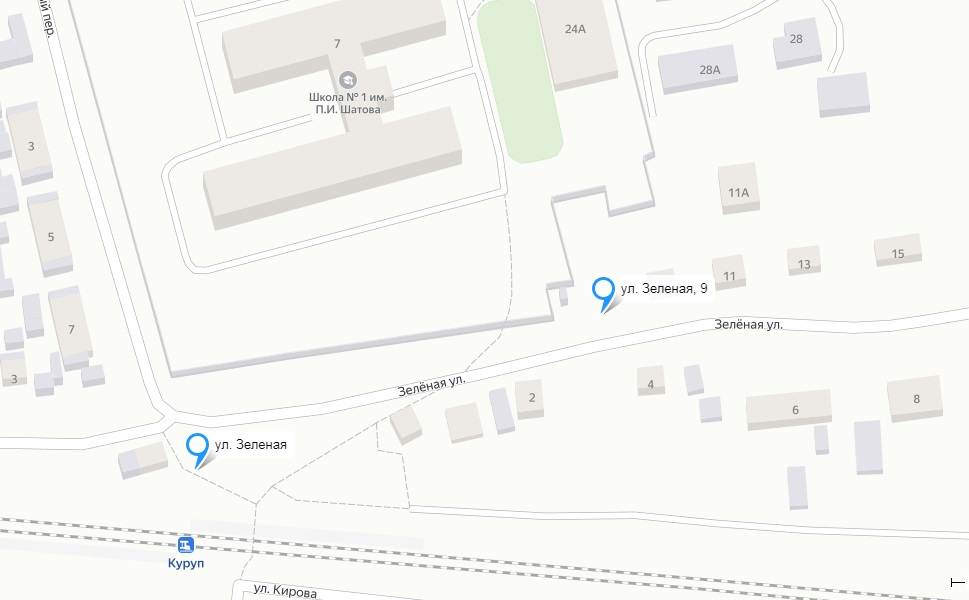 ый пер.
7
24А
28
28А
Школа № 1 им.
П.И. Шатова
3
11А
5
15
13
11
ул. Зеленая, 9
Зелёная ул.
7
3
Зелёная ул.
4
2
6
8
ул. Зеленая
Куруп
ул. Кирова